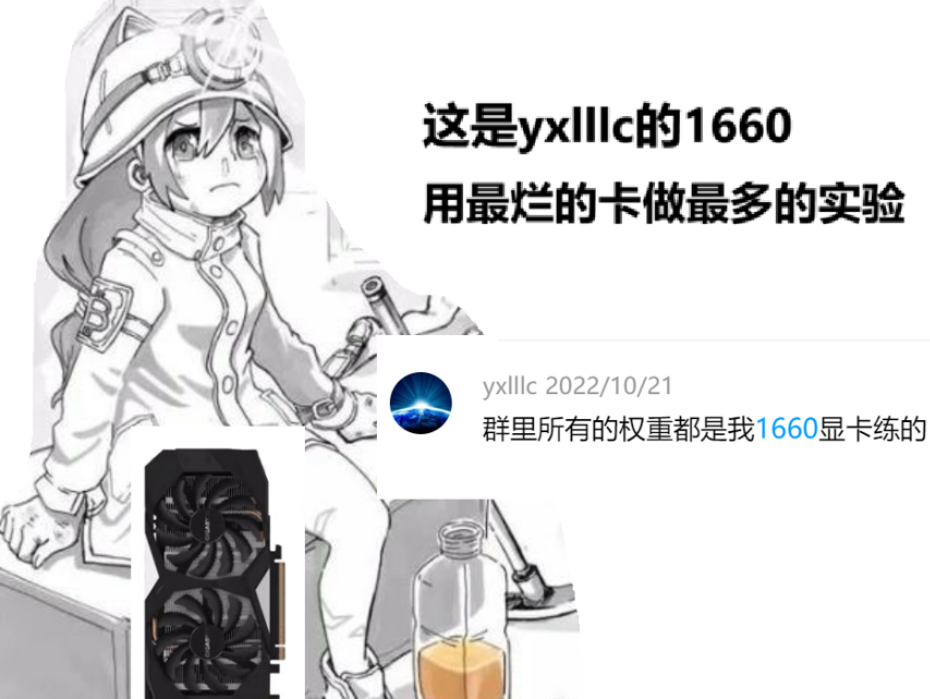 这是yxlllc的1660
用最烂的卡做最多的实验
yxlllc 2022/10/21
群里所有的权重都是我1660显卡练的
B